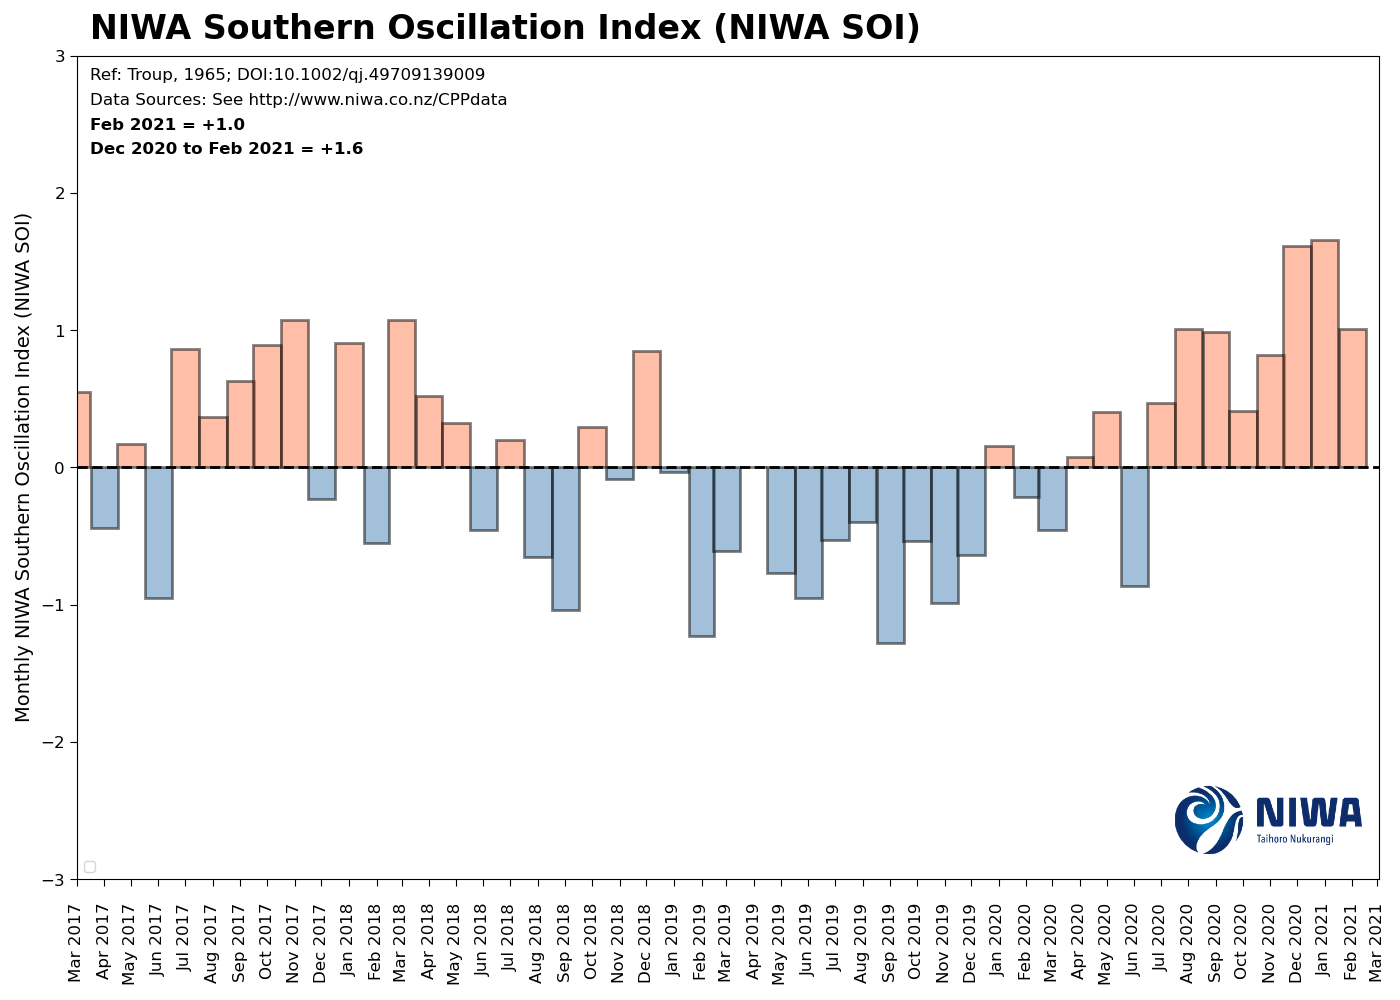 NIWA Southern Oscillation Index (NIWA SOI)
Ref: Troup, 1965; DOI:10.1002/qj.49709139009
Data Sources: See http://www.niwa.co.nz/CPPdata
Feb 2021 = +1.0
Dec 2020 to Feb 2021 = +1.6
Monthly NIWA Southern Oscillation Index (NIWA SOI)
3
2
1
0
−1
−2
−3
NIWA
Taihoro Nukurangi
Mar 2017
Apr 2017
May 2017
Jun 2017
Jul 2017
Aug 2017
Sep 2017
Oct 2017
Nov 2017
Dec 2017
Jan 2018
Feb 2018
Mar 2018
Apr 2018
May 2018
Jun 2018
Jul 2018
Aug 2018
Sep 2018
Oct 2018
Nov 2018
Dec 2018
Jan 2019
Feb 2019
Mar 2019
Apr 2019
May 2019
Jun 2019
Jul 2019
Aug 2019
Sep 2019
Oct 2019
Nov 2019
Dec 2019
Jan 2020
Feb 2020
Mar 2020
Apr 2020
May 2020
Jun 2020
Jul 2020
Aug 2020
Sep 2020
Oct 2020
Nov 2020
Dec 2020
Jan 2021
Feb 2021
Mar 2021